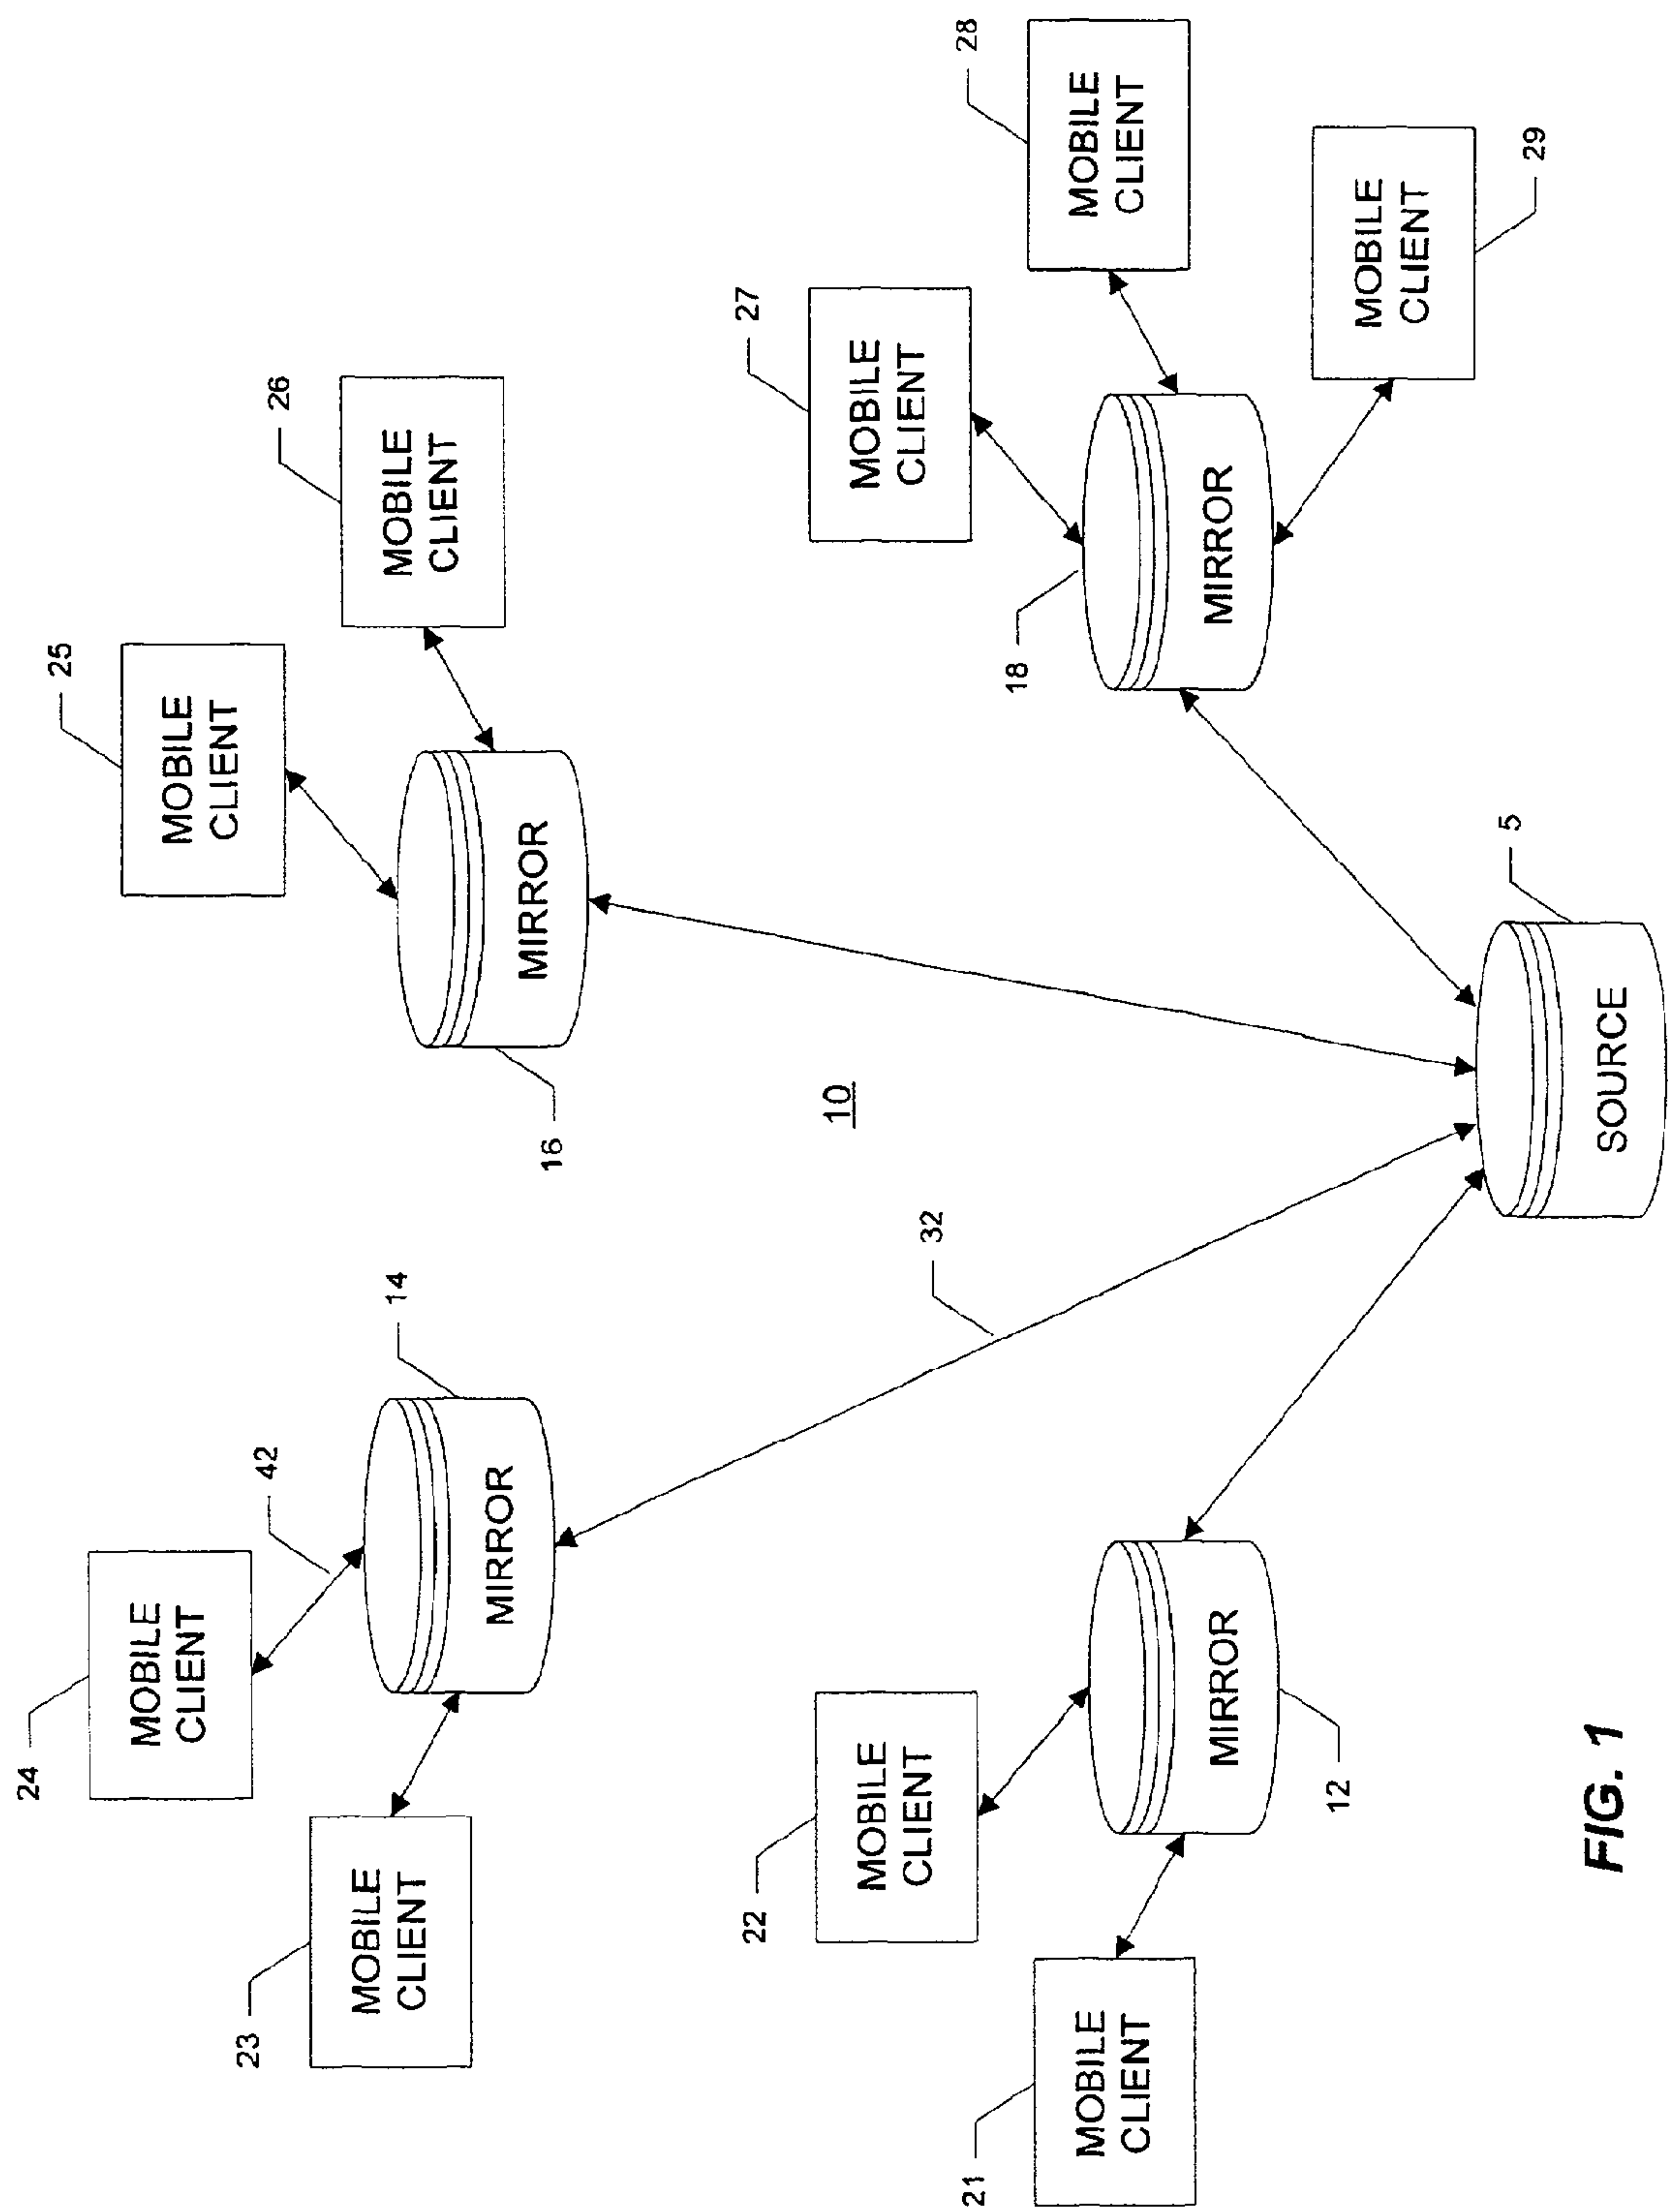 24
MOBILE
CLIENT
42
23
MOBILE
CLIENT
14
MIRROR
25
MOBILE
CLIENT
26
MOBILE
CLIENT
16
MIRROR
10
32
22
MOBILE
CLIENT
21
MOBILE
CLIENT
12
MIRROR
27
MOBILE
CLIENT
28
MOBILE
CLIENT
18
MIRROR
29
MOBILE
CLIENT
5
SOURCE
FIG. 1